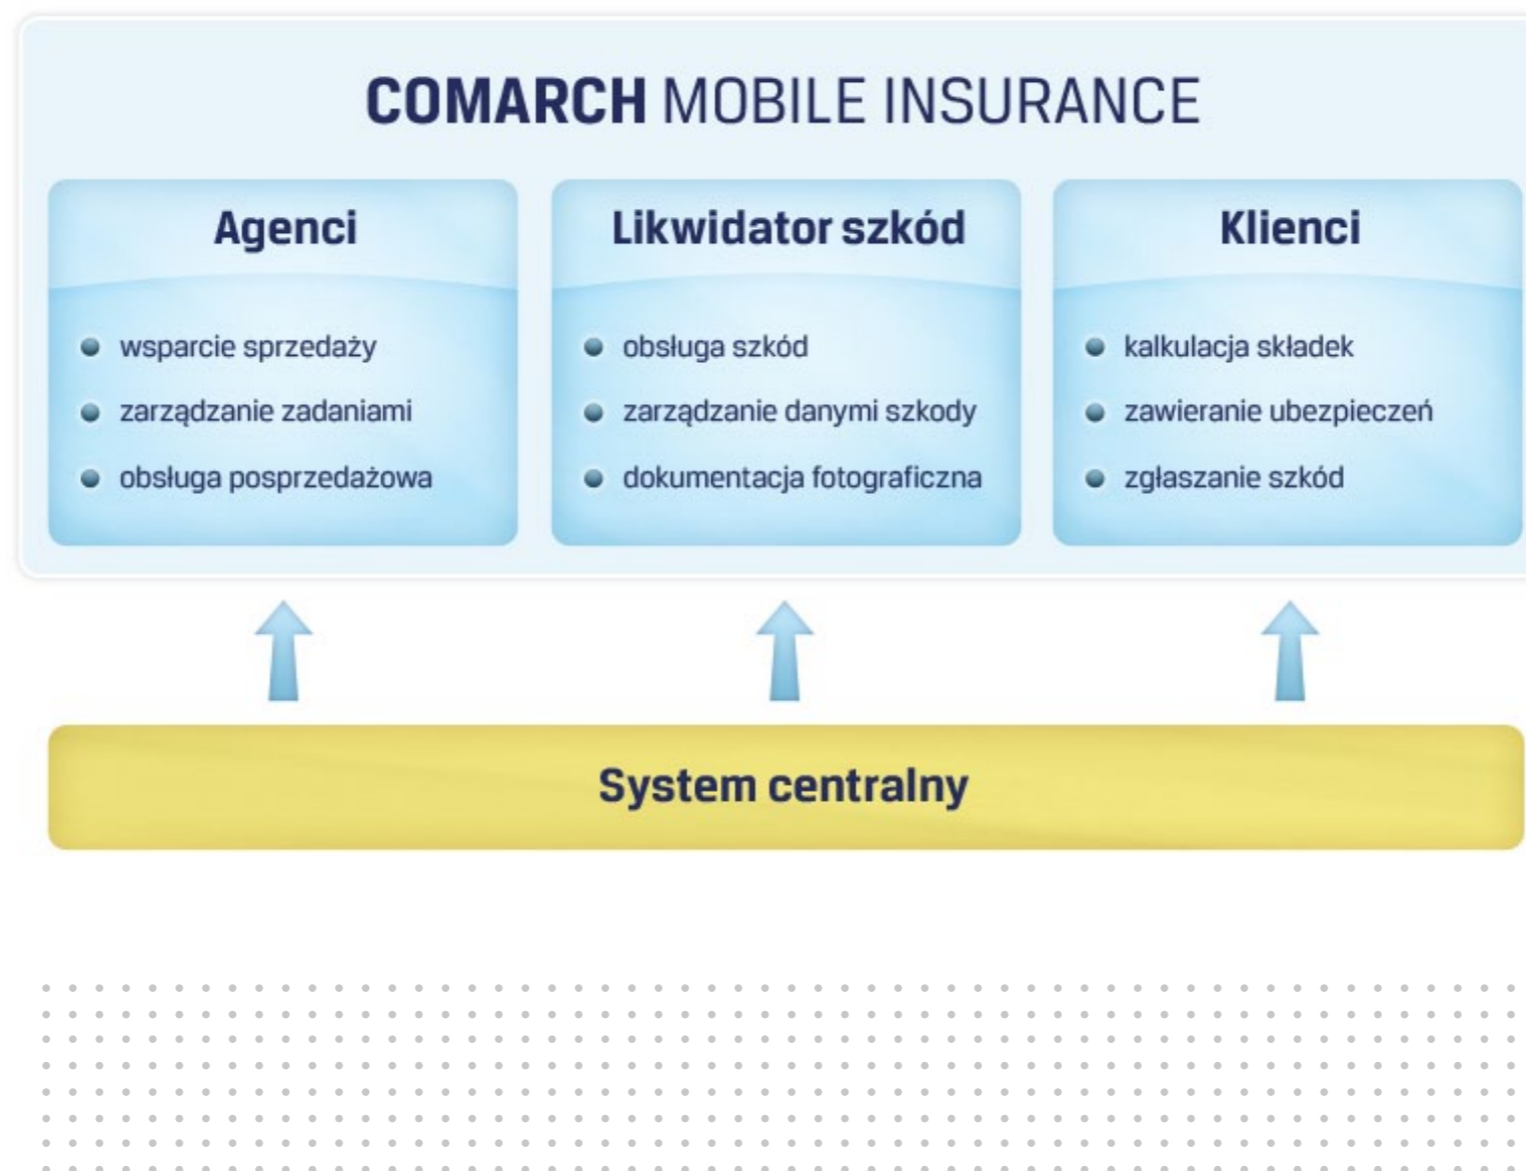 COMARCH MOBILE INSURANCE
Agenci
wsparcie sprzedaży
zarządzanie zadaniami
obsługa posprzedażowa
Likwidator szkód
obsługa szkód
zarządzanie danymi szkody
dokumentacja fotograficzna
Klienci
kalkulacja składek
zawieranie ubezpieczeń
zgłaszanie szkód
System centralny